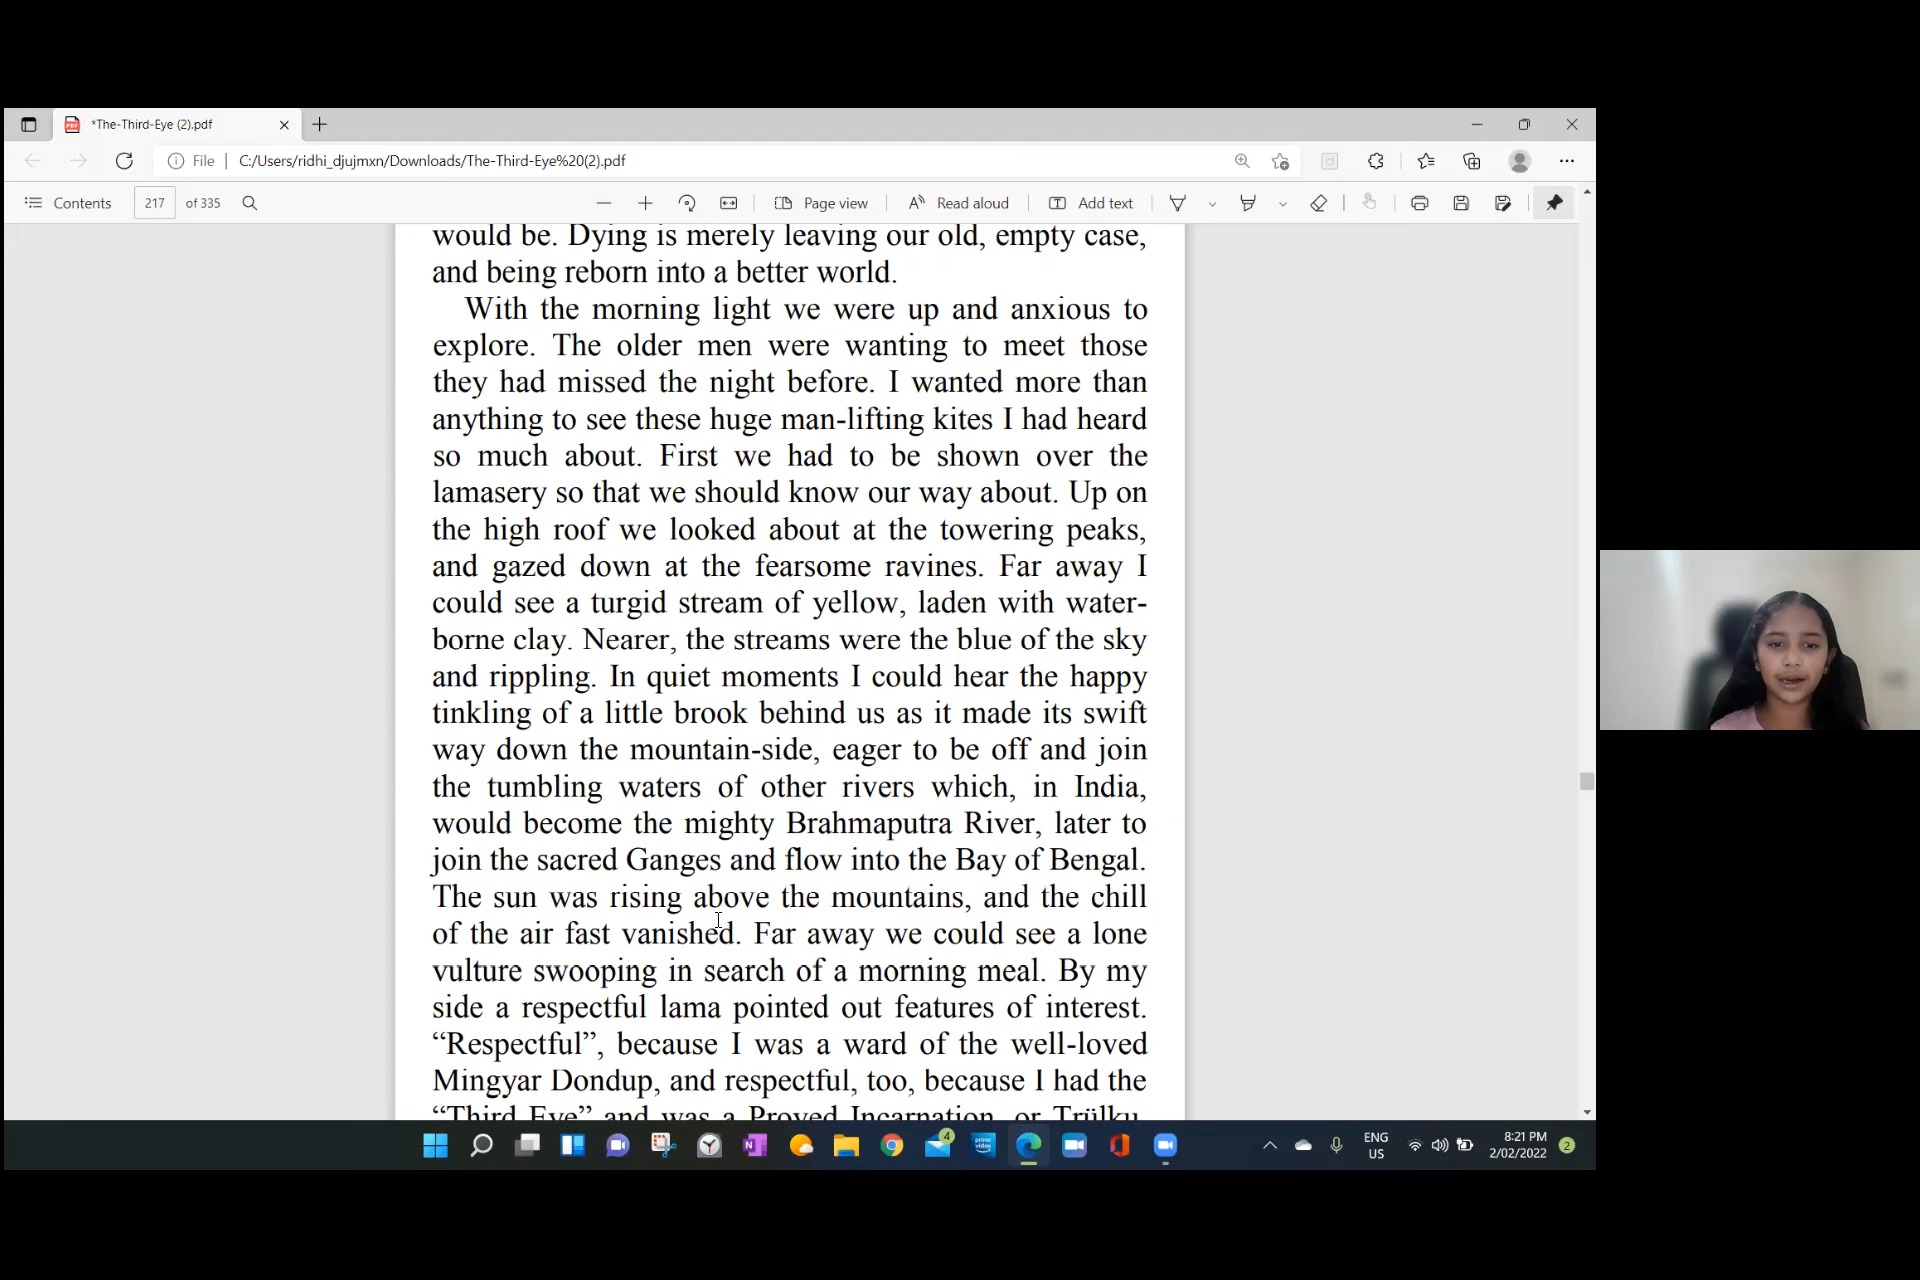 *The-Third-Eye (2).pdf
File
C:/Users/ridhi_djujmxn/Downloads/The-Third-Eye%20(2).pdf
Contents
217
of 335
Page view
Read aloud
Add text
would be. Dying is merely leaving our old, empty case,
and being reborn into a better world.
With the morning light we were up and anxious to
explore. The older men were wanting to meet those
they had missed the night before. I wanted more than
anything to see these huge man-lifting kites I had heard
so much about. First we had to be shown over the
lamasery so that we should know our way about. Up on
the high roof we looked about at the towering peaks,
and gazed down at the fearsome ravines. Far away I
could see a turgid stream of yellow, laden with water-
borne clay. Nearer, the streams were the blue of the sky
and rippling. In quiet moments I could hear the happy
tinkling of a little brook behind us as it made its swift
way down the mountain-side, eager to be off and join
the tumbling waters of other rivers which, in India,
would become the mighty Brahmaputra River, later to
join the sacred Ganges and flow into the Bay of Bengal.
The sun was rising above the mountains, and the chill
of the air fast vanished. Far away we could see a lone
vulture swooping in search of a morning meal. By my
side a respectful lama pointed out features of interest.
“Respectful”, because I was a ward of the well-loved
Mingyar Dondup, and respectful, too, because I had the
“Third Eye” and was a Proved Incarnation, or Trülku,
4
prime video
ENG
US
8:21 PM
2/02/2022
2